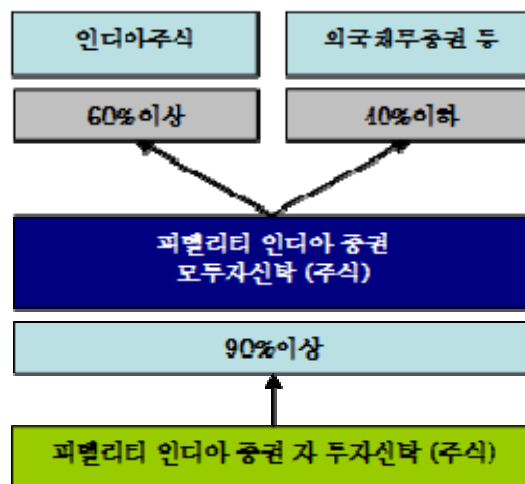 인디아주식
외국채무증권 등
60%이상
40%이하
피델리티 인디아 증권
모투자신탁 (주식)
90%이상
피델리티 인디아 증권 자 투자신탁 (주식)